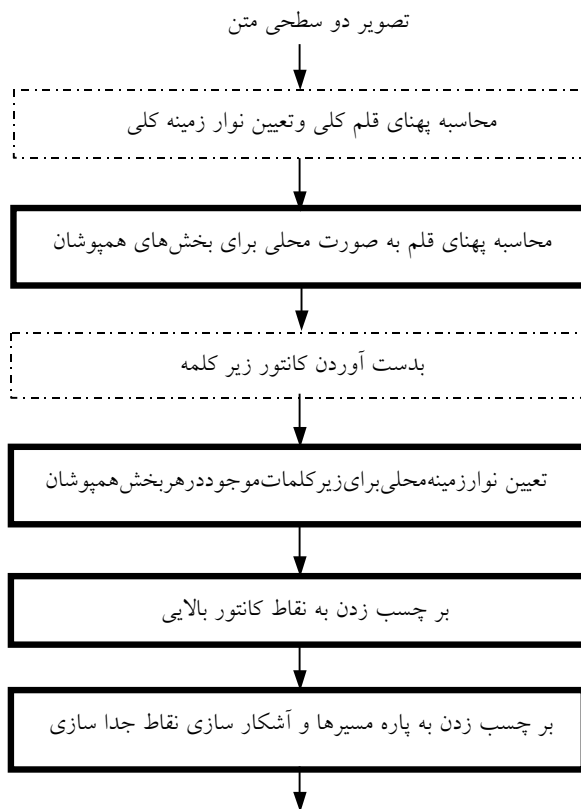 تصویر دو سطحی متن
محاسبه پهنای قلم کلی وتعیین نوار زمینه کلی
محاسبه پهنای قلم به صورت محلی برای بخش‌های همپوشان
بدست آوردن کانتور زیر کلمه
تعیین نوارزمینه‌محلی‌برای‌زیرکلمات‌موجوددرهربخش‌همپوشان
بر چسب زدن به نقاط کانتور بالایی
بر چسب زدن به پاره مسیرها و آشکار سازی نقاط جدا سازی